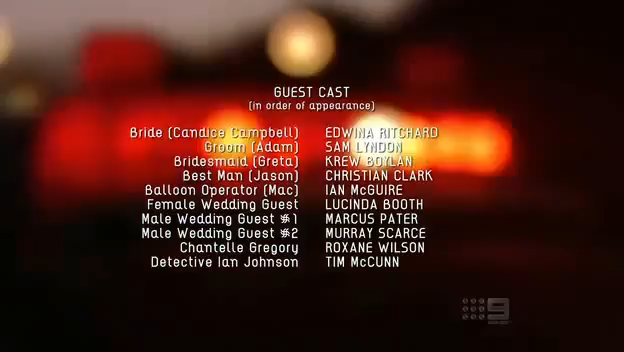 GUEST CAST
(in order of appearance)
Bride (Candice Campbell) EDWINA RITCHARD
Groom (Adam) SAM LYNDON
Bridesmaid (Greta) KREW BOYLAN
Best Man (Jason) CHRISTIAN CLARK
Balloon Operator (Mac) IAN McGUIRE
Female Wedding Guest LUCINDA BOOTH
Male Wedding Guest #1 MARCUS PATER
Male Wedding Guest #2 MURRAY SCARCE
Chantelle Gregory ROXANE WILSON
Detective Ian Johnson TIM McCUNN
9